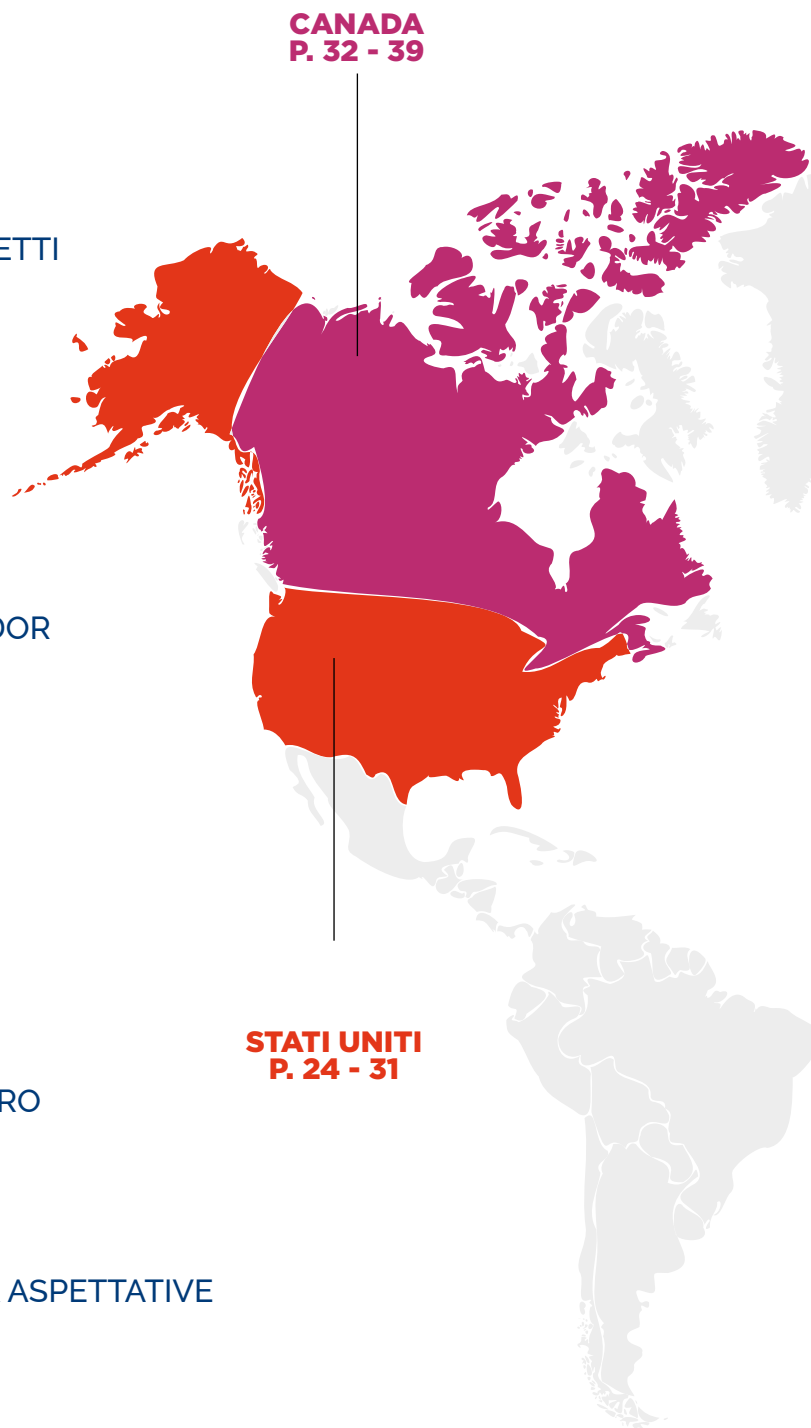 CANADA
P. 32 - 39
ETTI
DOR
STATI UNITI
P. 24 - 31
RO
ASPETTATIVE